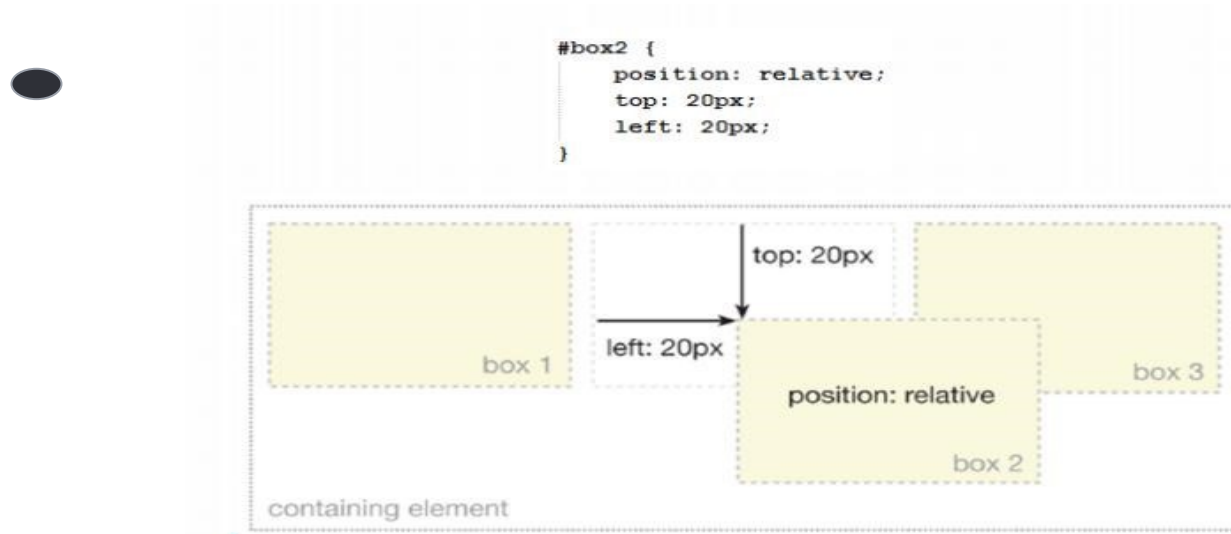 #box2 {
position: relative;
top: 20px;
left: 20px;
}
top: 20px
left: 20px
box 1
box 3
position: relative
box 2
containing element